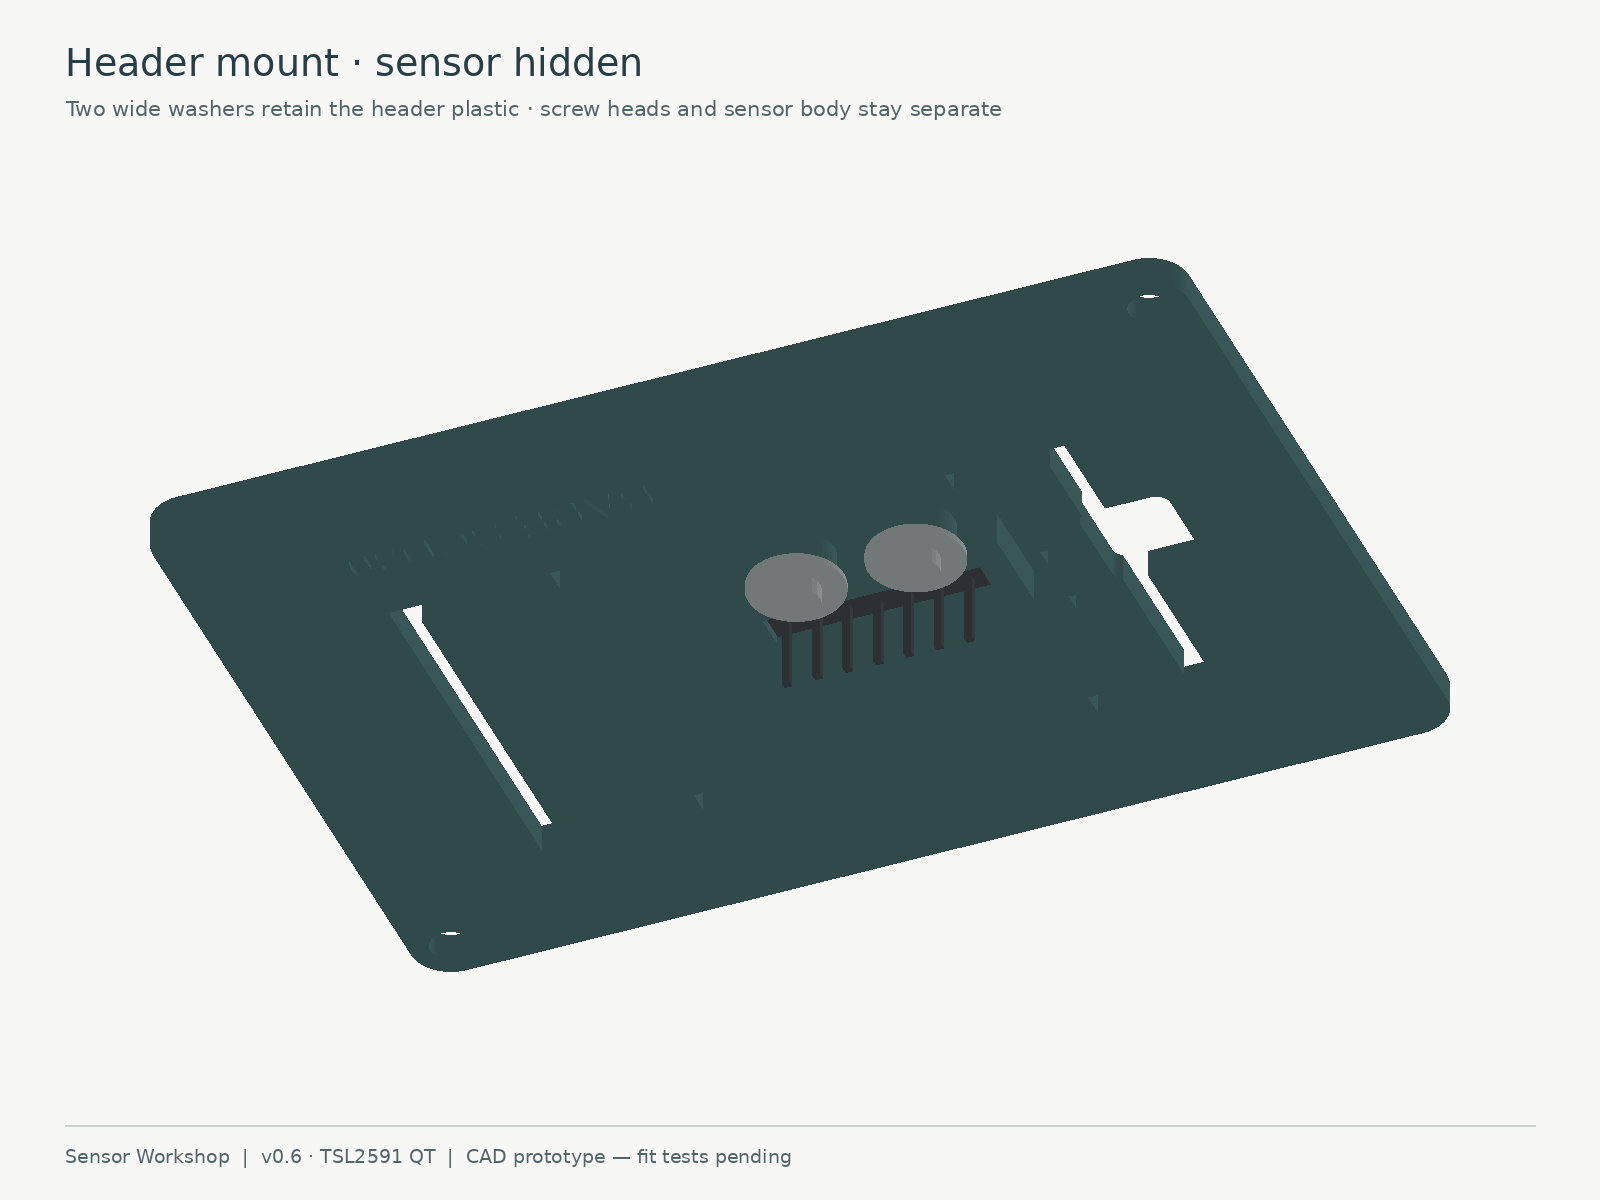 Header mount · sensor hidden
Two wide washers retain the header plastic · screw heads and sensor body stay separate
Sensor Workshop | v0.6 · TSL2591 QT | CAD prototype — fit tests pending